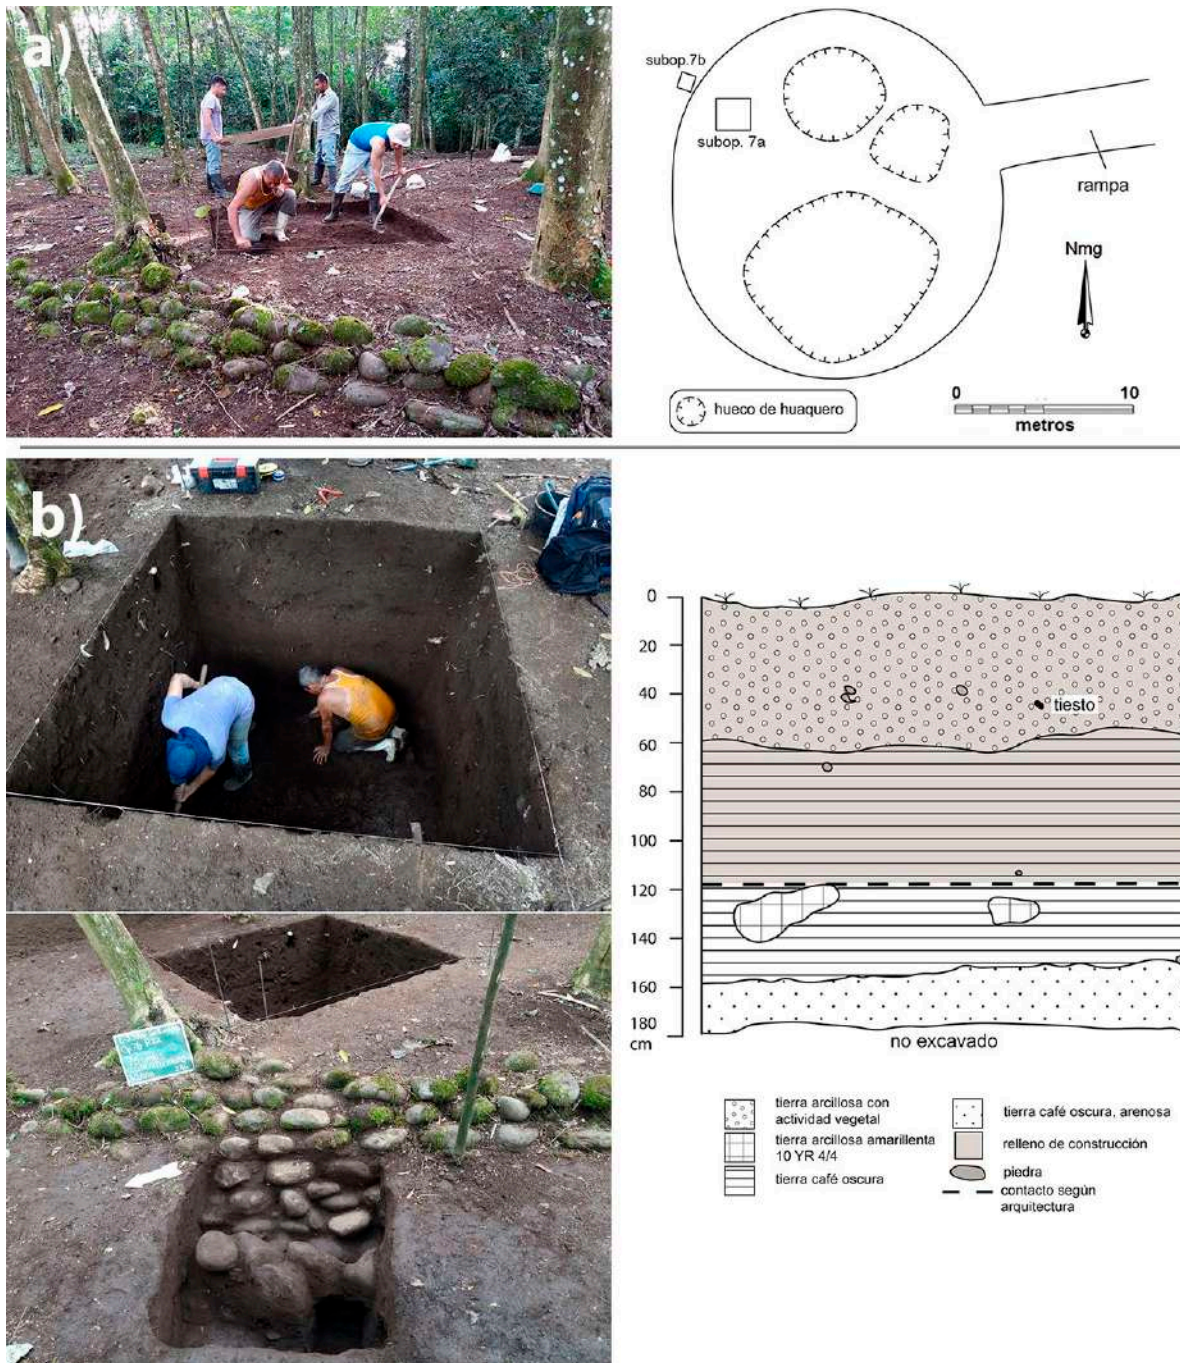 a)
subop.7b
subop. 7a
rampa
Nmg
hueco de huaquero
0 10
metros
b)
0
20
40
tiesto
60
80
100
120
140
160
180
cm
no excavado
tierra arcillosa con
actividad vegetal
tierra arcillosa amarillenta
10 YR 4/4
tierra café oscura
tierra café oscura, arenosa
relleno de construcción
piedra
contacto según
arquitectura